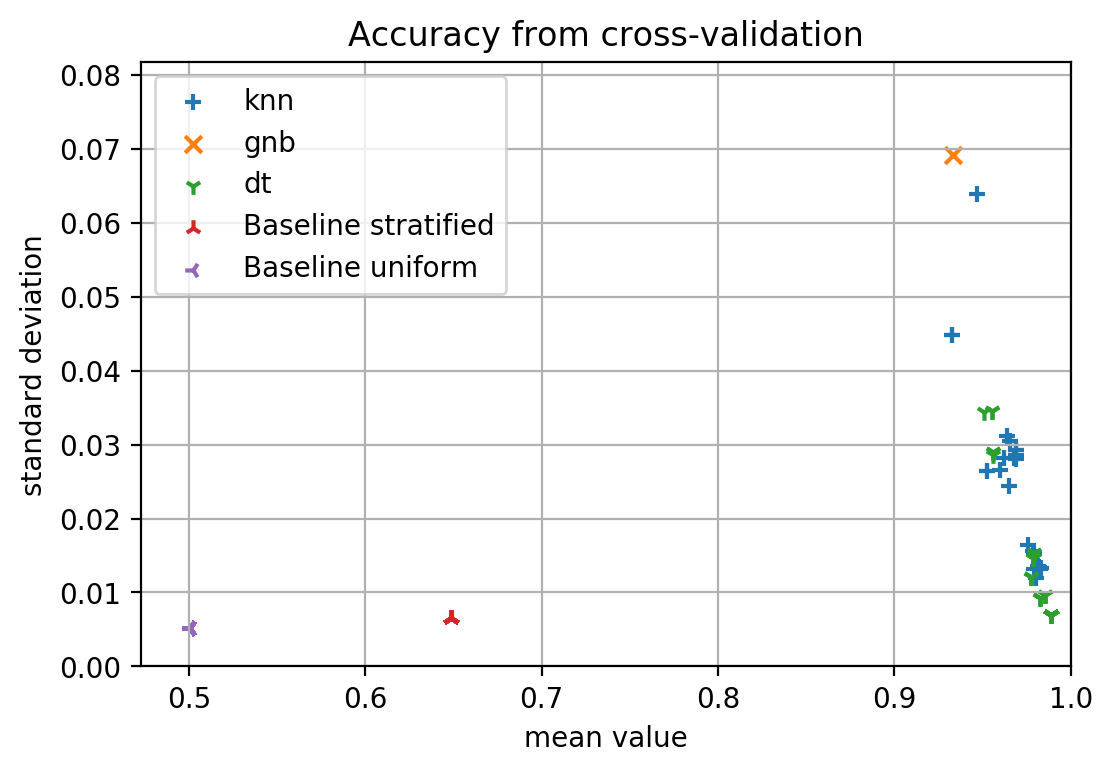 Accuracy from cross-validation
0.08
0.07
0.06
0.05
0.04
0.03
0.02
0.01
0.00
standard deviation
knn
gnb
dt
Baseline stratified
Baseline uniform
0.5 0.6 0.7 0.8 0.9 1.0
mean value